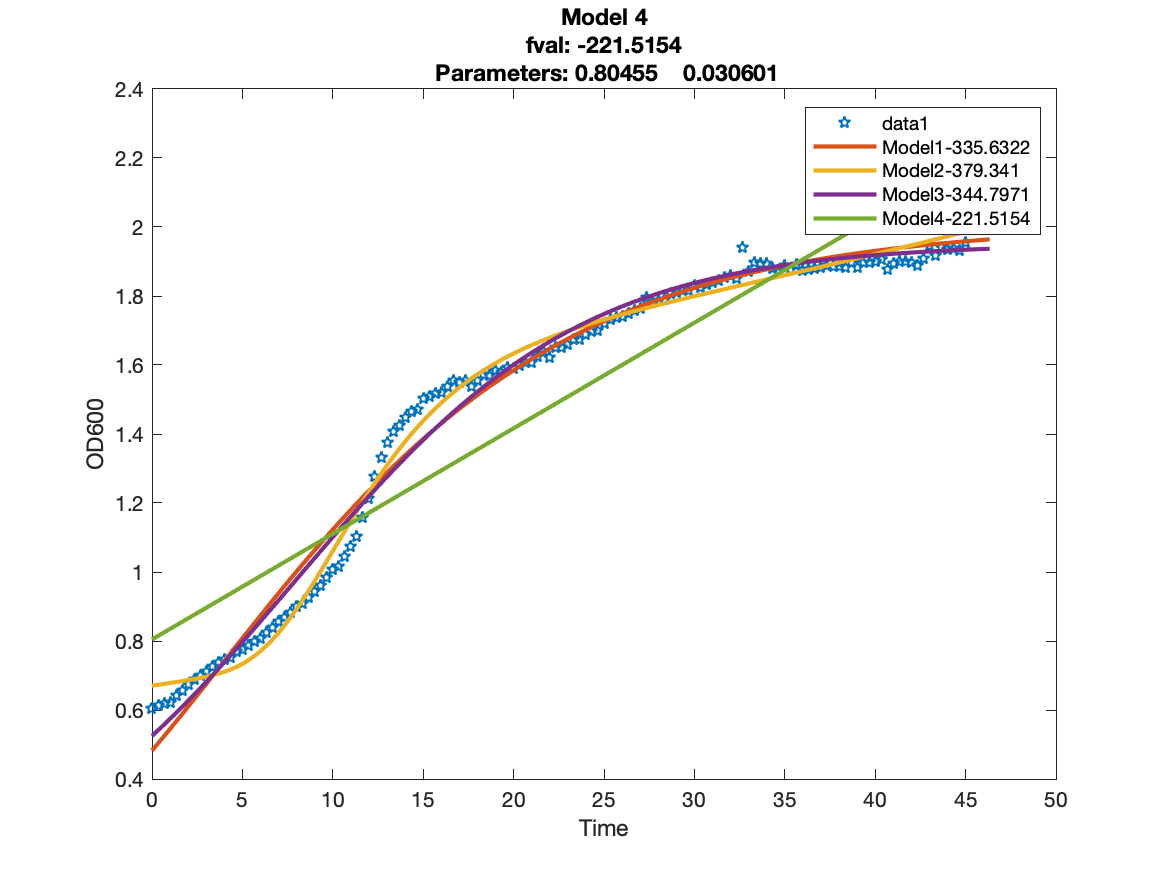 Model 4
fval: -221.5154
Parameters: 0.80455 0.030601
2.4
2.2
2
1.8
1.6
1.4
1.2
1
0.8
0.6
0.4
OD600
data1
Model1-335.6322
Model2-379.341
Model3-344.7971
Model4-221.5154
0 5 10 15 20 25 30 35 40 45 50
Time